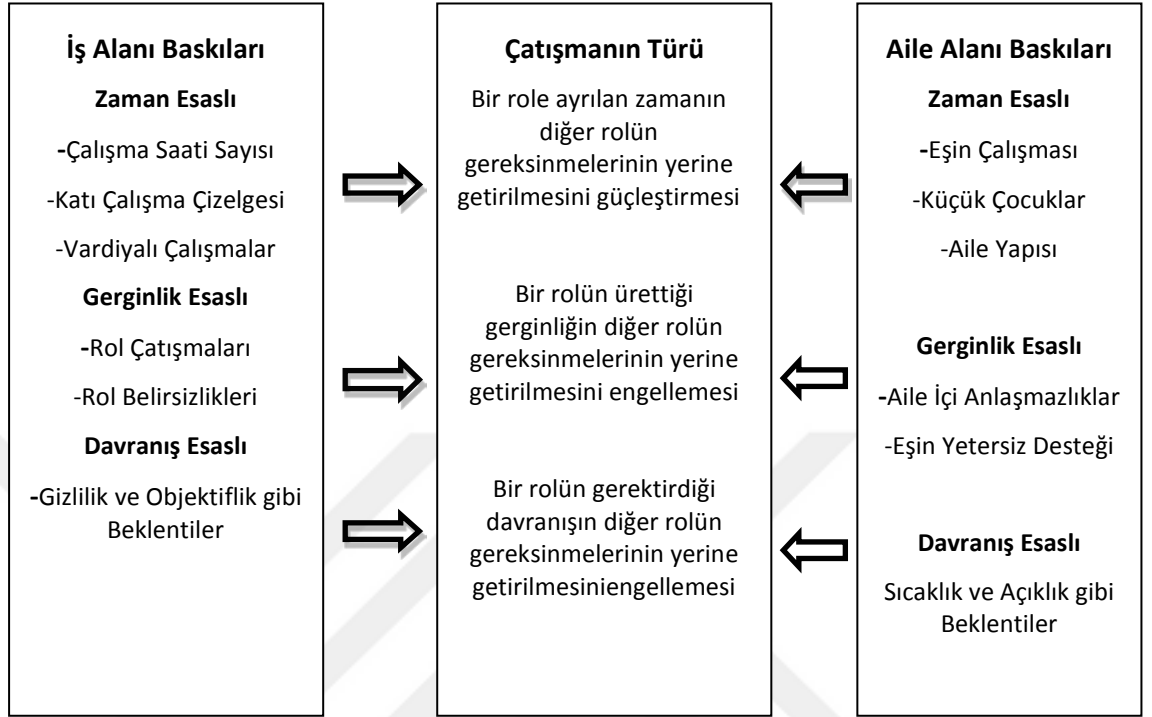 İş Alanı Baskıları
Zaman Esaslı
-Çalışma Saati Sayısı
-Katı Çalışma Çizelgesi
-Vardiyalı Çalışmalar
Gerginlik Esaslı
-Rol Çatışmaları
-Rol Belirsizlikleri
Davranış Esaslı
-Gizlilik ve Objektiflik gibi
Beklentiler
Çatışmanın Türü
Bir role ayrılan zamanın
diğer rolün
gereksinmelerinin yerine
getirilmesini güçleştirmesi
Bir rolün ürettiği
gerginliğin diğer rolün
gereksinmelerinin yerine
getirilmesini engellemesi
Bir rolün gerektirdiği
davranışın diğer rolün
gereksinmelerinin yerine
getirilmesiniengellemesi
Aile Alanı Baskıları
Zaman Esaslı
-Eşin Çalışması
-Küçük Çocuklar
-Aile Yapısı
Gerginlik Esaslı
-Aile İçi Anlaşmazlıklar
-Eşin Yetersiz Desteği
Davranış Esaslı
Sıcaklık ve Açıklık gibi
Beklentiler